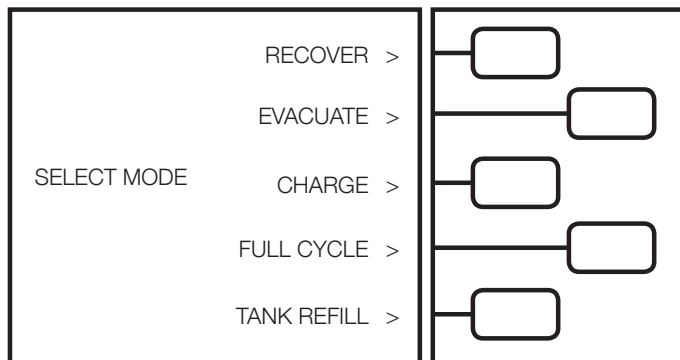 RECOVER >
EVACUATE >
SELECT MODE CHARGE >
FULL CYCLE >
TANK REFILL >